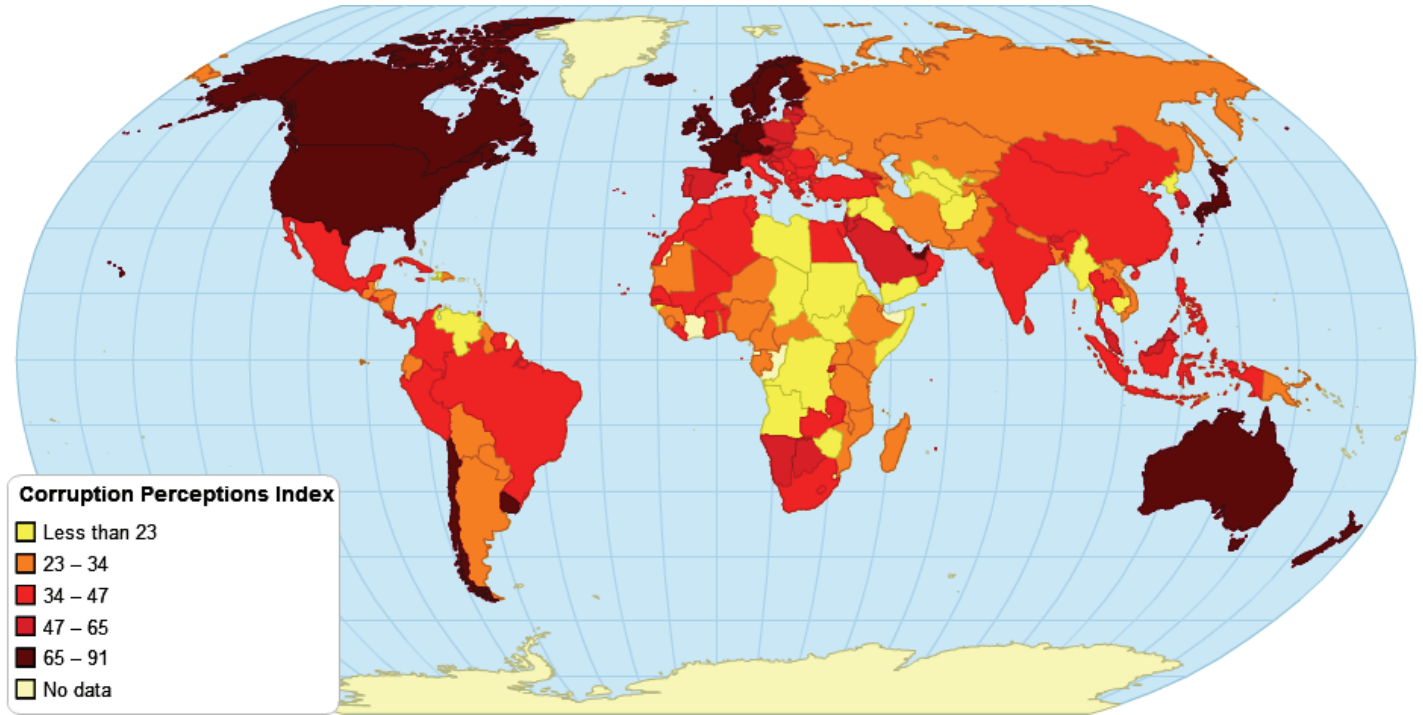 Corruption Perceptions Index
Less than 23
23 – 34
34 – 47
47 – 65
65 – 91
No data